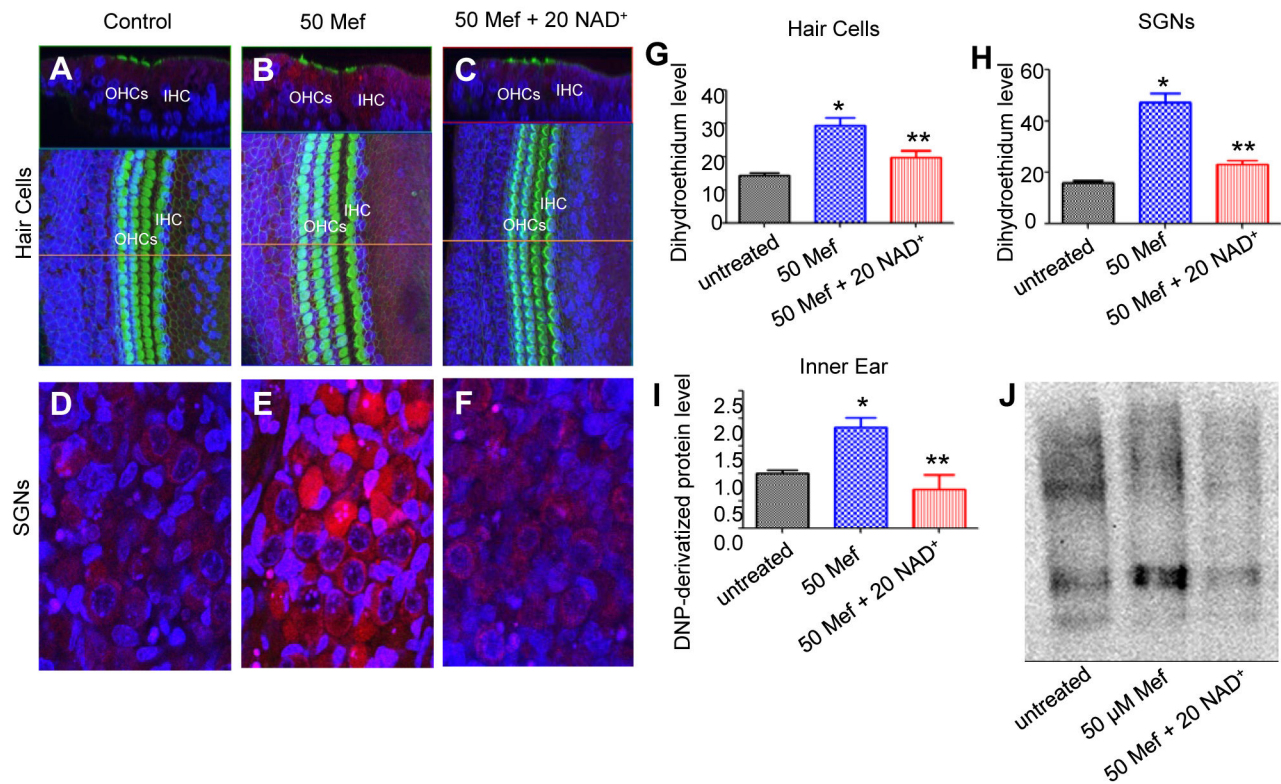 Control
50 Mef
50 Mef + 20 NAD+
Hair Cells
A
OHCs IHC
B
OHCs IHC
C
OHCs IHC
IHC
OHCs
IHC
OHCs
IHC
OHCs
SGNs
D
E
F
G
Hair Cells
Dihydroethidum level
40
30
20
10
0
*
**
untreated
50 Mef
50 Mef + 20 NAD+
H
SGNs
Dihydroethidum level
60
40
20
0
*
**
untreated
50 Mef
50 Mef + 20 NAD+
I
Inner Ear
DNP-derivatized protein level
2.5
2.0
1.5
1.0
0.5
0.0
*
**
untreated
50 Mef
50 Mef + 20 NAD+
J
untreated
50 µM Mef
50 Mef + 20 NAD+